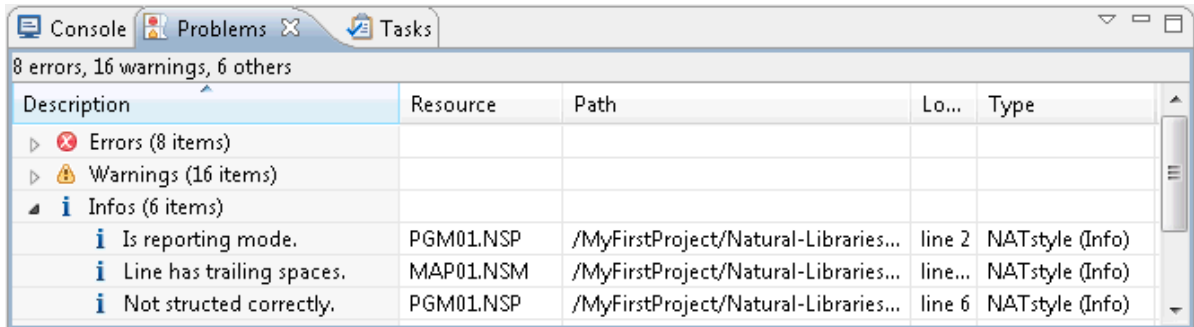 Console Problems Tasks
8 errors, 16 warnings, 6 others
Description Resource Path Lo... Type
Errors (8 items)
Warnings (16 items)
Infos (6 items)
Is reporting mode. PGM01.NSP /MyFirstProject/Natural-Libraries... line 2 NATstyle (Info)
Line has trailing spaces. MAP01.NSM /MyFirstProject/Natural-Libraries... line... NATstyle (Info)
Not structed correctly. PGM01.NSP /MyFirstProject/Natural-Libraries... line 6 NATstyle (Info)